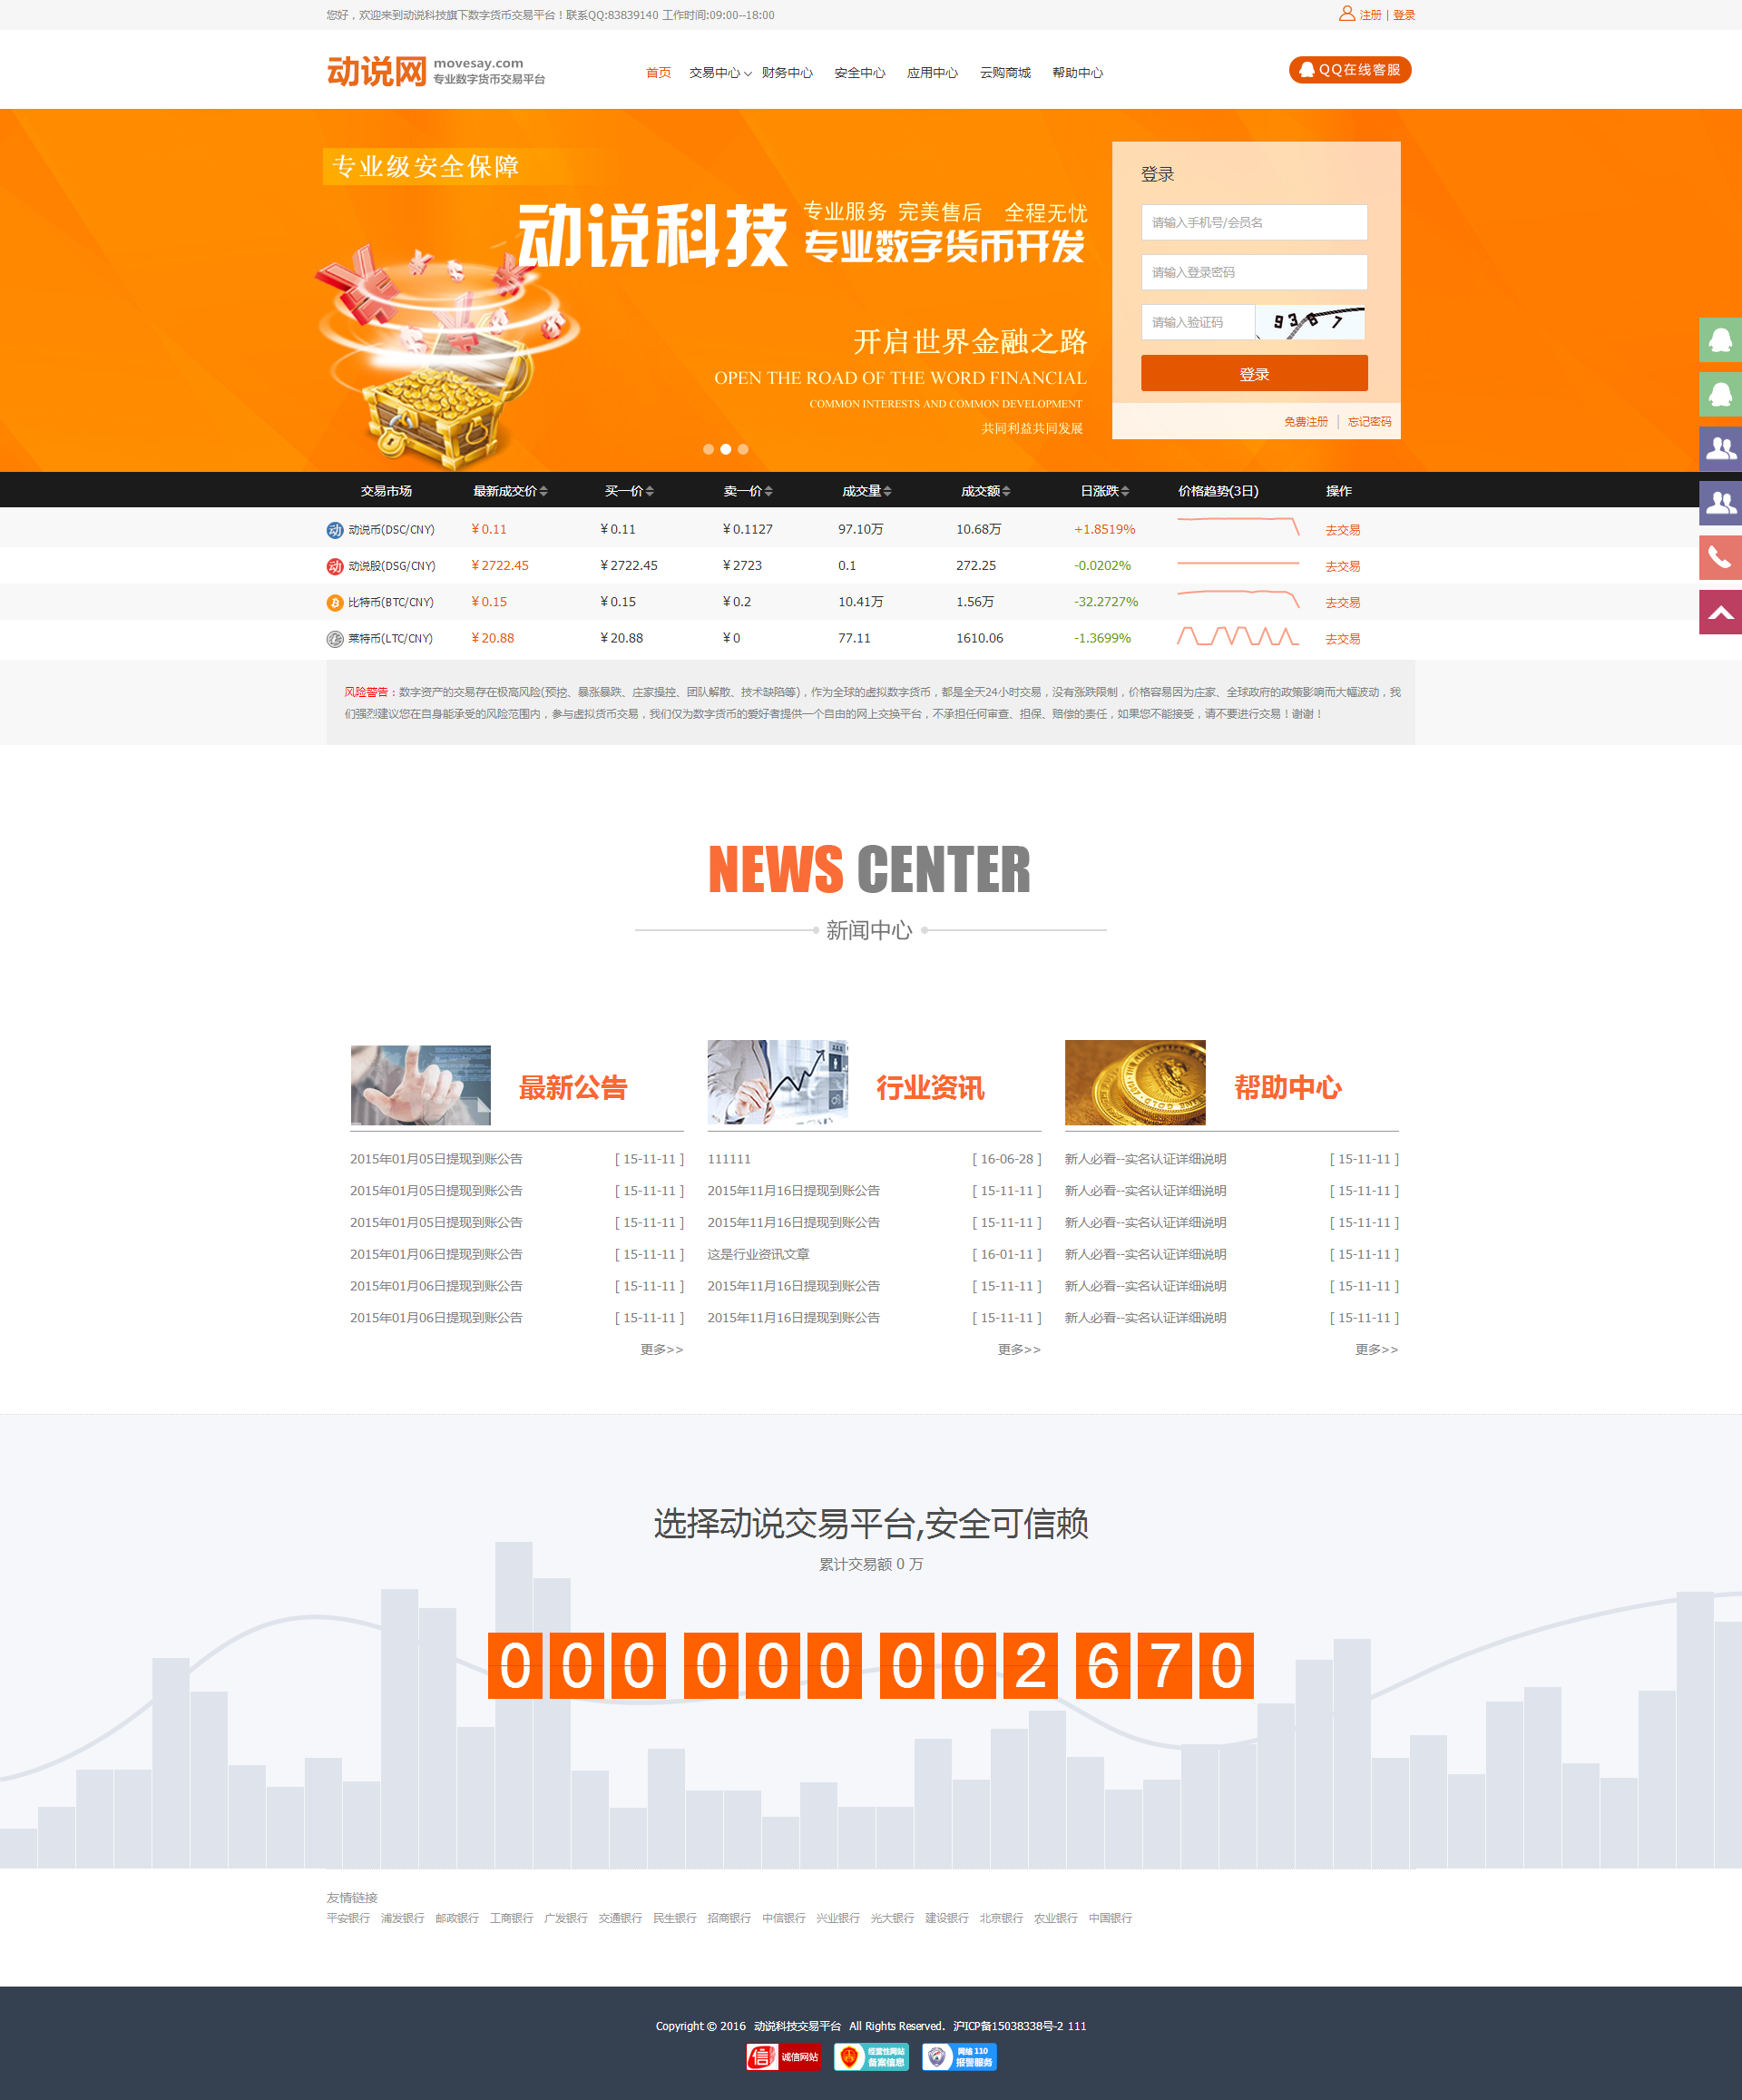 您好，欢迎来到动说科技旗下数字货币交易平台！联系QQ:83839140 工作时间:09:00--18:00
注册 | 登录
动说网 movesay.com
专业数字货币交易平台
首页 交易中心 财务中心 安全中心 应用中心 云购商城 帮助中心
QQ在线客服
专业级安全保障
动说科技 专业服务 完美售后 全程无忧
专业数字货币开发
开启世界金融之路
OPEN THE ROAD OF THE WORD FINANCIAL
COMMON INTERESTS AND COMMON DEVELOPMENT
共同利益共同发展
登录
请输入手机号/会员名
请输入登录密码
请输入验证码 9387
登录
免费注册 | 忘记密码
交易市场 最新成交价 买一价 卖一价 成交量 成交额 日涨跌 价格趋势(3日) 操作
动 动说币(DSC/CNY) ￥0.11 ￥0.11 ￥0.1127 97.10万 10.68万 +1.8519% 去交易
动 动说股(DSG/CNY) ￥2722.45 ￥2722.45 ￥2723 0.1 272.25 -0.0202% 去交易
比特币(BTC/CNY) ￥0.15 ￥0.15 ￥0.2 10.41万 1.56万 -32.2727% 去交易
莱特币(LTC/CNY) ￥20.88 ￥20.88 ￥0 77.11 1610.06 -1.3699% 去交易
风险警告：数字资产的交易存在极高风险(预挖、暴涨暴跌、庄家操控、团队解散、技术缺陷等)，作为全球的虚拟数字货币，都是全天24小时交易，没有涨跌限制，价格容易因为庄家、全球政府的政策影响而大幅波动，我
们强烈建议您在自身能承受的风险范围内，参与虚拟货币交易，我们仅为数字货币的爱好者提供一个自由的网上交换平台，不承担任何审查、担保、赔偿的责任，如果您不能接受，请不要进行交易！谢谢！
NEWS CENTER
新闻中心
最新公告
2015年01月05日提现到账公告 [ 15-11-11 ]
2015年01月05日提现到账公告 [ 15-11-11 ]
2015年01月05日提现到账公告 [ 15-11-11 ]
2015年01月06日提现到账公告 [ 15-11-11 ]
2015年01月06日提现到账公告 [ 15-11-11 ]
2015年01月06日提现到账公告 [ 15-11-11 ]
更多>>
行业资讯
111111 [ 16-06-28 ]
2015年11月16日提现到账公告 [ 15-11-11 ]
2015年11月16日提现到账公告 [ 15-11-11 ]
这是行业资讯文章 [ 16-01-11 ]
2015年11月16日提现到账公告 [ 15-11-11 ]
2015年11月16日提现到账公告 [ 15-11-11 ]
更多>>
帮助中心
新人必看--实名认证详细说明 [ 15-11-11 ]
新人必看--实名认证详细说明 [ 15-11-11 ]
新人必看--实名认证详细说明 [ 15-11-11 ]
新人必看--实名认证详细说明 [ 15-11-11 ]
新人必看--实名认证详细说明 [ 15-11-11 ]
新人必看--实名认证详细说明 [ 15-11-11 ]
更多>>
选择动说交易平台,安全可信赖
累计交易额 0 万
000 000 002 670
友情链接
平安银行 浦发银行 邮政银行 工商银行 广发银行 交通银行 民生银行 招商银行 中信银行 兴业银行 光大银行 建设银行 北京银行 农业银行 中国银行
Copyright © 2016 动说科技交易平台 All Rights Reserved. 沪ICP备15038338号-2 111
信 诚信网站
经营性网站
备案信息
网络 110
报警服务